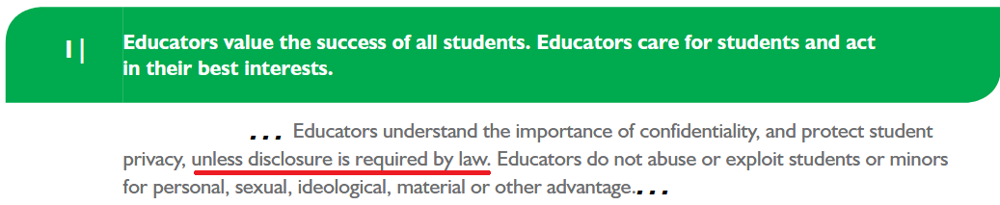 1|
Educators value the success of all students. Educators care for students and act
in their best interests.
... Educators understand the importance of confidentiality, and protect student
privacy, unless disclosure is required by law. Educators do not abuse or exploit students or minors
for personal, sexual, ideological, material or other advantage....